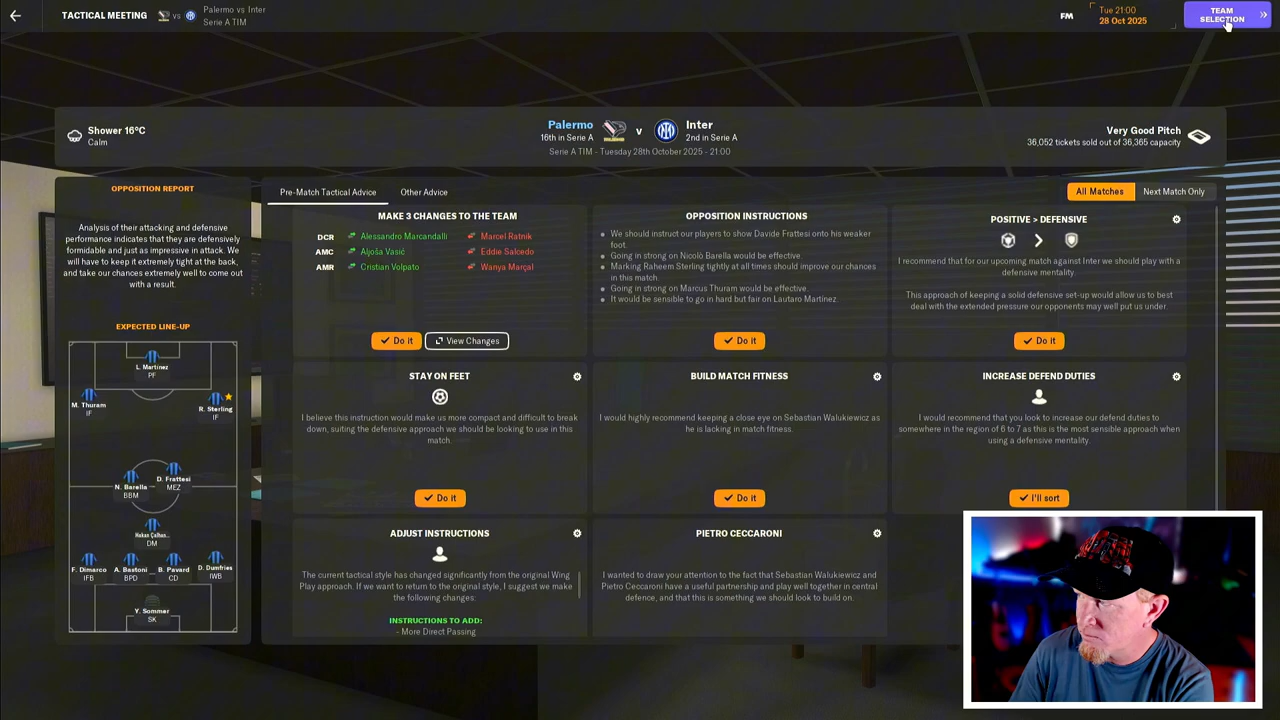 TACTICAL MEETING
vs
Palermo vs Inter
Serie A TIM
FM
Tue 21:00
28 Oct 2025
TEAM
SELECTION
Shower 16°C
Calm
Palermo
16th in Serie A
v
Inter
2nd in Serie A
Serie A TIM - Tuesday 28th October 2025 - 21:00
Very Good Pitch
36,052 tickets sold out of 36,365 capacity
OPPOSITION REPORT
Analysis of their attacking and defensive
performance indicates that they are defensively
formidable and just as impressive in attack. We
will have to keep it extremely tight at the back,
and take our chances extremely well to come out
with a result.
EXPECTED LINE-UP
L. Martínez
PF
M. Thuram
IF
R. Sterling
IF
N. Barella
BBM
D. Frattesi
MEZ
Hakan Çalhan...
DM
F. Dimarco
IFB
A. Bastoni
BPD
B. Pavard
CD
D. Dumfries
IWB
Y. Sommer
SK
Pre-Match Tactical Advice
Other Advice
All Matches
Next Match Only
MAKE 3 CHANGES TO THE TEAM
DCR Alessandro Marcandalli Marcel Ratnik
AMC Aljoša Vasić Eddie Salcedo
AMR Cristian Volpato Wanya Marçal
Do it
View Changes
OPPOSITION INSTRUCTIONS
We should instruct our players to show Davide Frattesi onto his weaker
foot.
Going in strong on Nicolò Barella would be effective.
Marking Raheem Sterling tightly at all times should improve our chances
in this match.
Going in strong on Marcus Thuram would be effective.
It would be sensible to go in hard but fair on Lautaro Martínez.
Do it
POSITIVE > DEFENSIVE
I recommend that for our upcoming match against Inter we should play with a
defensive mentality.
This approach of keeping a solid defensive set-up would allow us to best
deal with the extended pressure our opponents may well put us under.
Do it
STAY ON FEET
I believe this instruction would make us more compact and difficult to break
down, suiting the defensive approach we should be looking to use in this
match.
Do it
BUILD MATCH FITNESS
I would highly recommend keeping a close eye on Sebastian Walukiewicz as
he is lacking in match fitness.
Do it
INCREASE DEFEND DUTIES
I would recommend that you look to increase our defend duties to
somewhere in the region of 6 to 7 as this is the most sensible approach when
using a defensive mentality.
I'll sort
ADJUST INSTRUCTIONS
The current tactical style has changed significantly from the original Wing
Play approach. If we want to return to the original style, I suggest we make
the following changes:
INSTRUCTIONS TO ADD:
- More Direct Passing
PIETRO CECCARONI
I wanted to draw your attention to the fact that Sebastian Walukiewicz and
Pietro Ceccaroni have a useful partnership and play well together in central
defence, and that this is something we should look to build on.